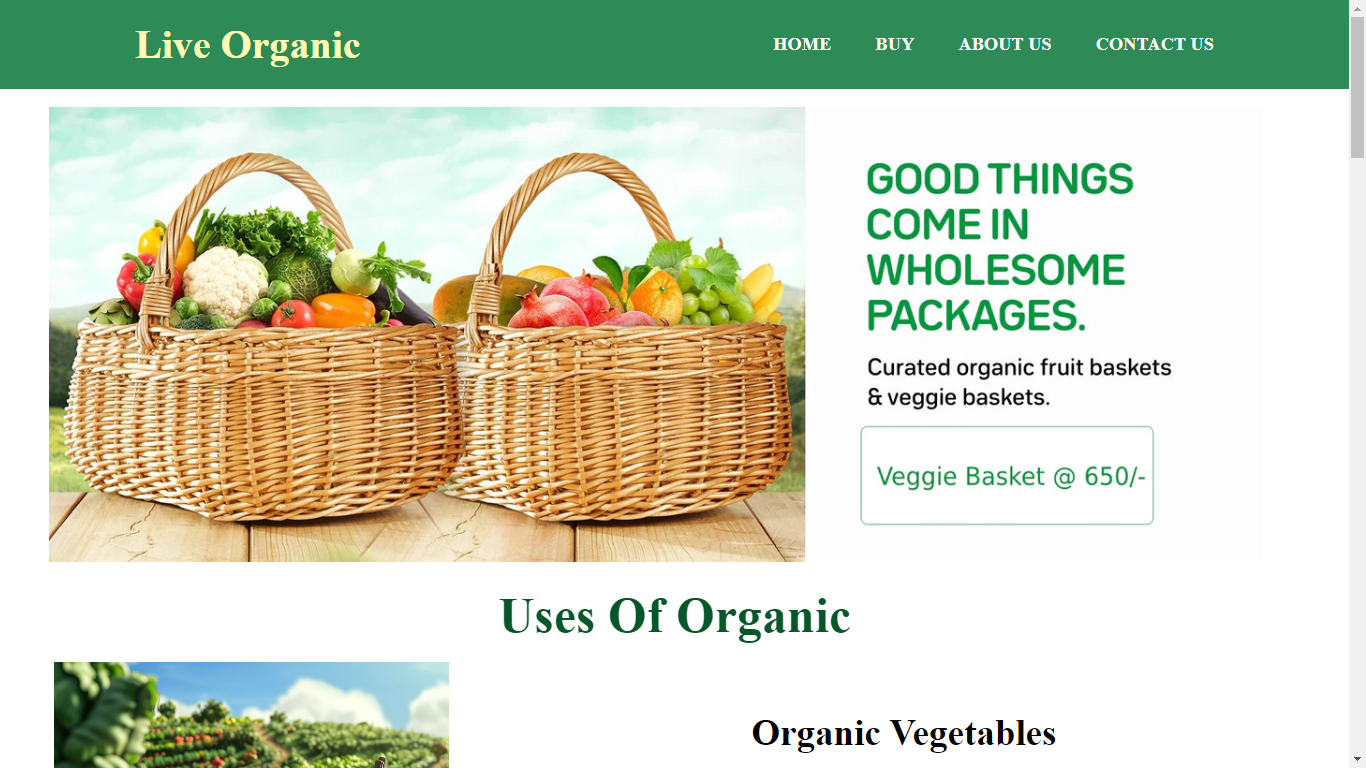 Live Organic
HOME BUY ABOUT US CONTACT US
GOOD THINGS
COME IN
WHOLESOME
PACKAGES.
Curated organic fruit baskets
& veggie baskets.
Veggie Basket @ 650/-
Uses Of Organic
Organic Vegetables